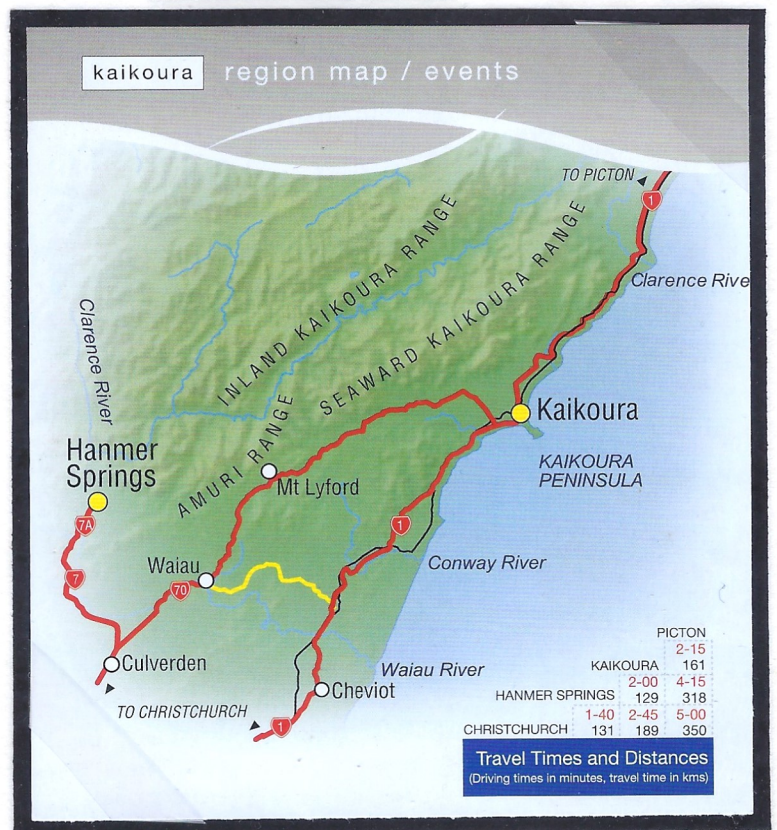 kaikoura region map / events
TO PICTON
1
Clarence Rive
INLAND KAIKOURA RANGE
SEAWARD KAIKOURA RANGE
Clarence River
AMURI RANGE
Kaikoura
KAIKOURA
PENINSULA
Hanmer
Springs
Mt Lyford
7A
1
Conway River
Waiau
7
70
Culverden
Waiau River
Cheviot
TO CHRISTCHURCH
1
PICTON
2-15
KAIKOURA 161
2-00 4-15
HANMER SPRINGS 129 318
1-40 2-45 5-00
CHRISTCHURCH 131 189 350
Travel Times and Distances
(Driving times in minutes, travel time in kms)